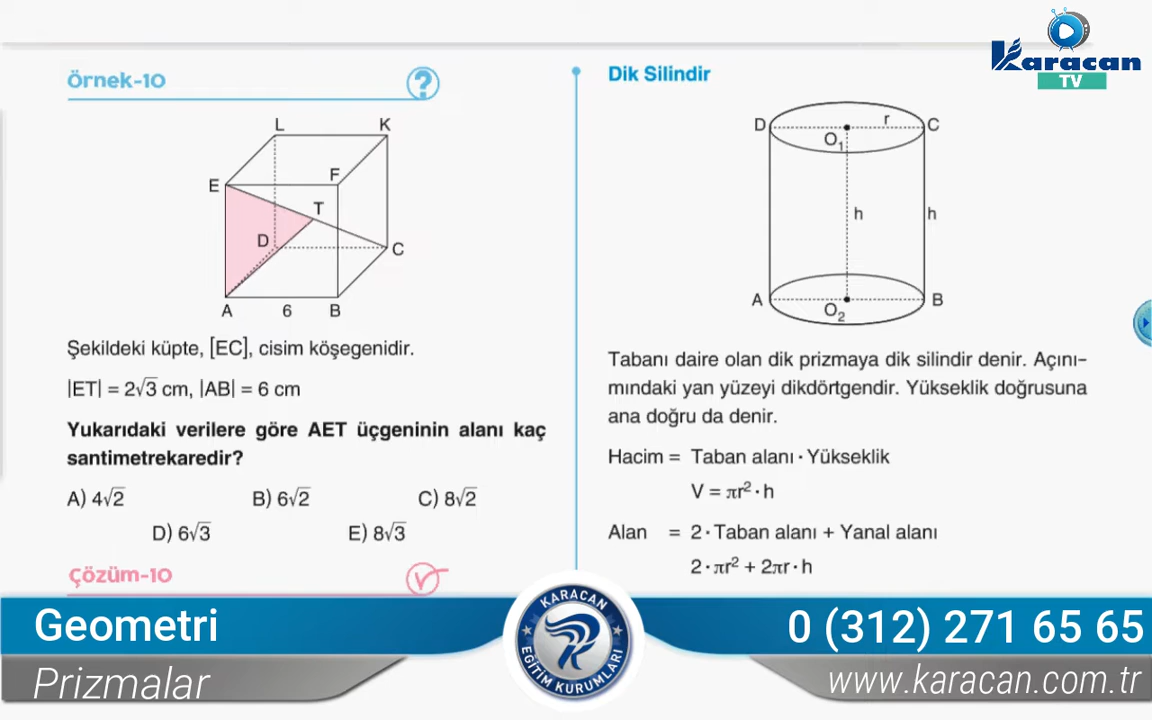 Karacan
TV
Örnek-10
?
L
K
E
F
T
D
C
A
6
B
Şekildeki küpte, [EC], cisim köşegenidir.
|ET| = 2√3 cm, |AB| = 6 cm
Yukarıdaki verilere göre AET üçgeninin alanı kaç
santimetrekaredir?
A) 4√2 B) 6√2 C) 8√2
D) 6√3 E) 8√3
Çözüm-10
Dik Silindir
D
r
C
O₁
h
h
A
B
O₂
Tabanı daire olan dik prizmaya dik silindir denir. Açını-
mındaki yan yüzeyi dikdörtgendir. Yükseklik doğrusuna
ana doğru da denir.
Hacim = Taban alanı · Yükseklik
V = πr² · h
Alan = 2 · Taban alanı + Yanal alanı
2 · πr² + 2πr · h
Geometri
Prizmalar
KARACAN
EĞİTİM KURUMLARI
0 (312) 271 65 65
www.karacan.com.tr